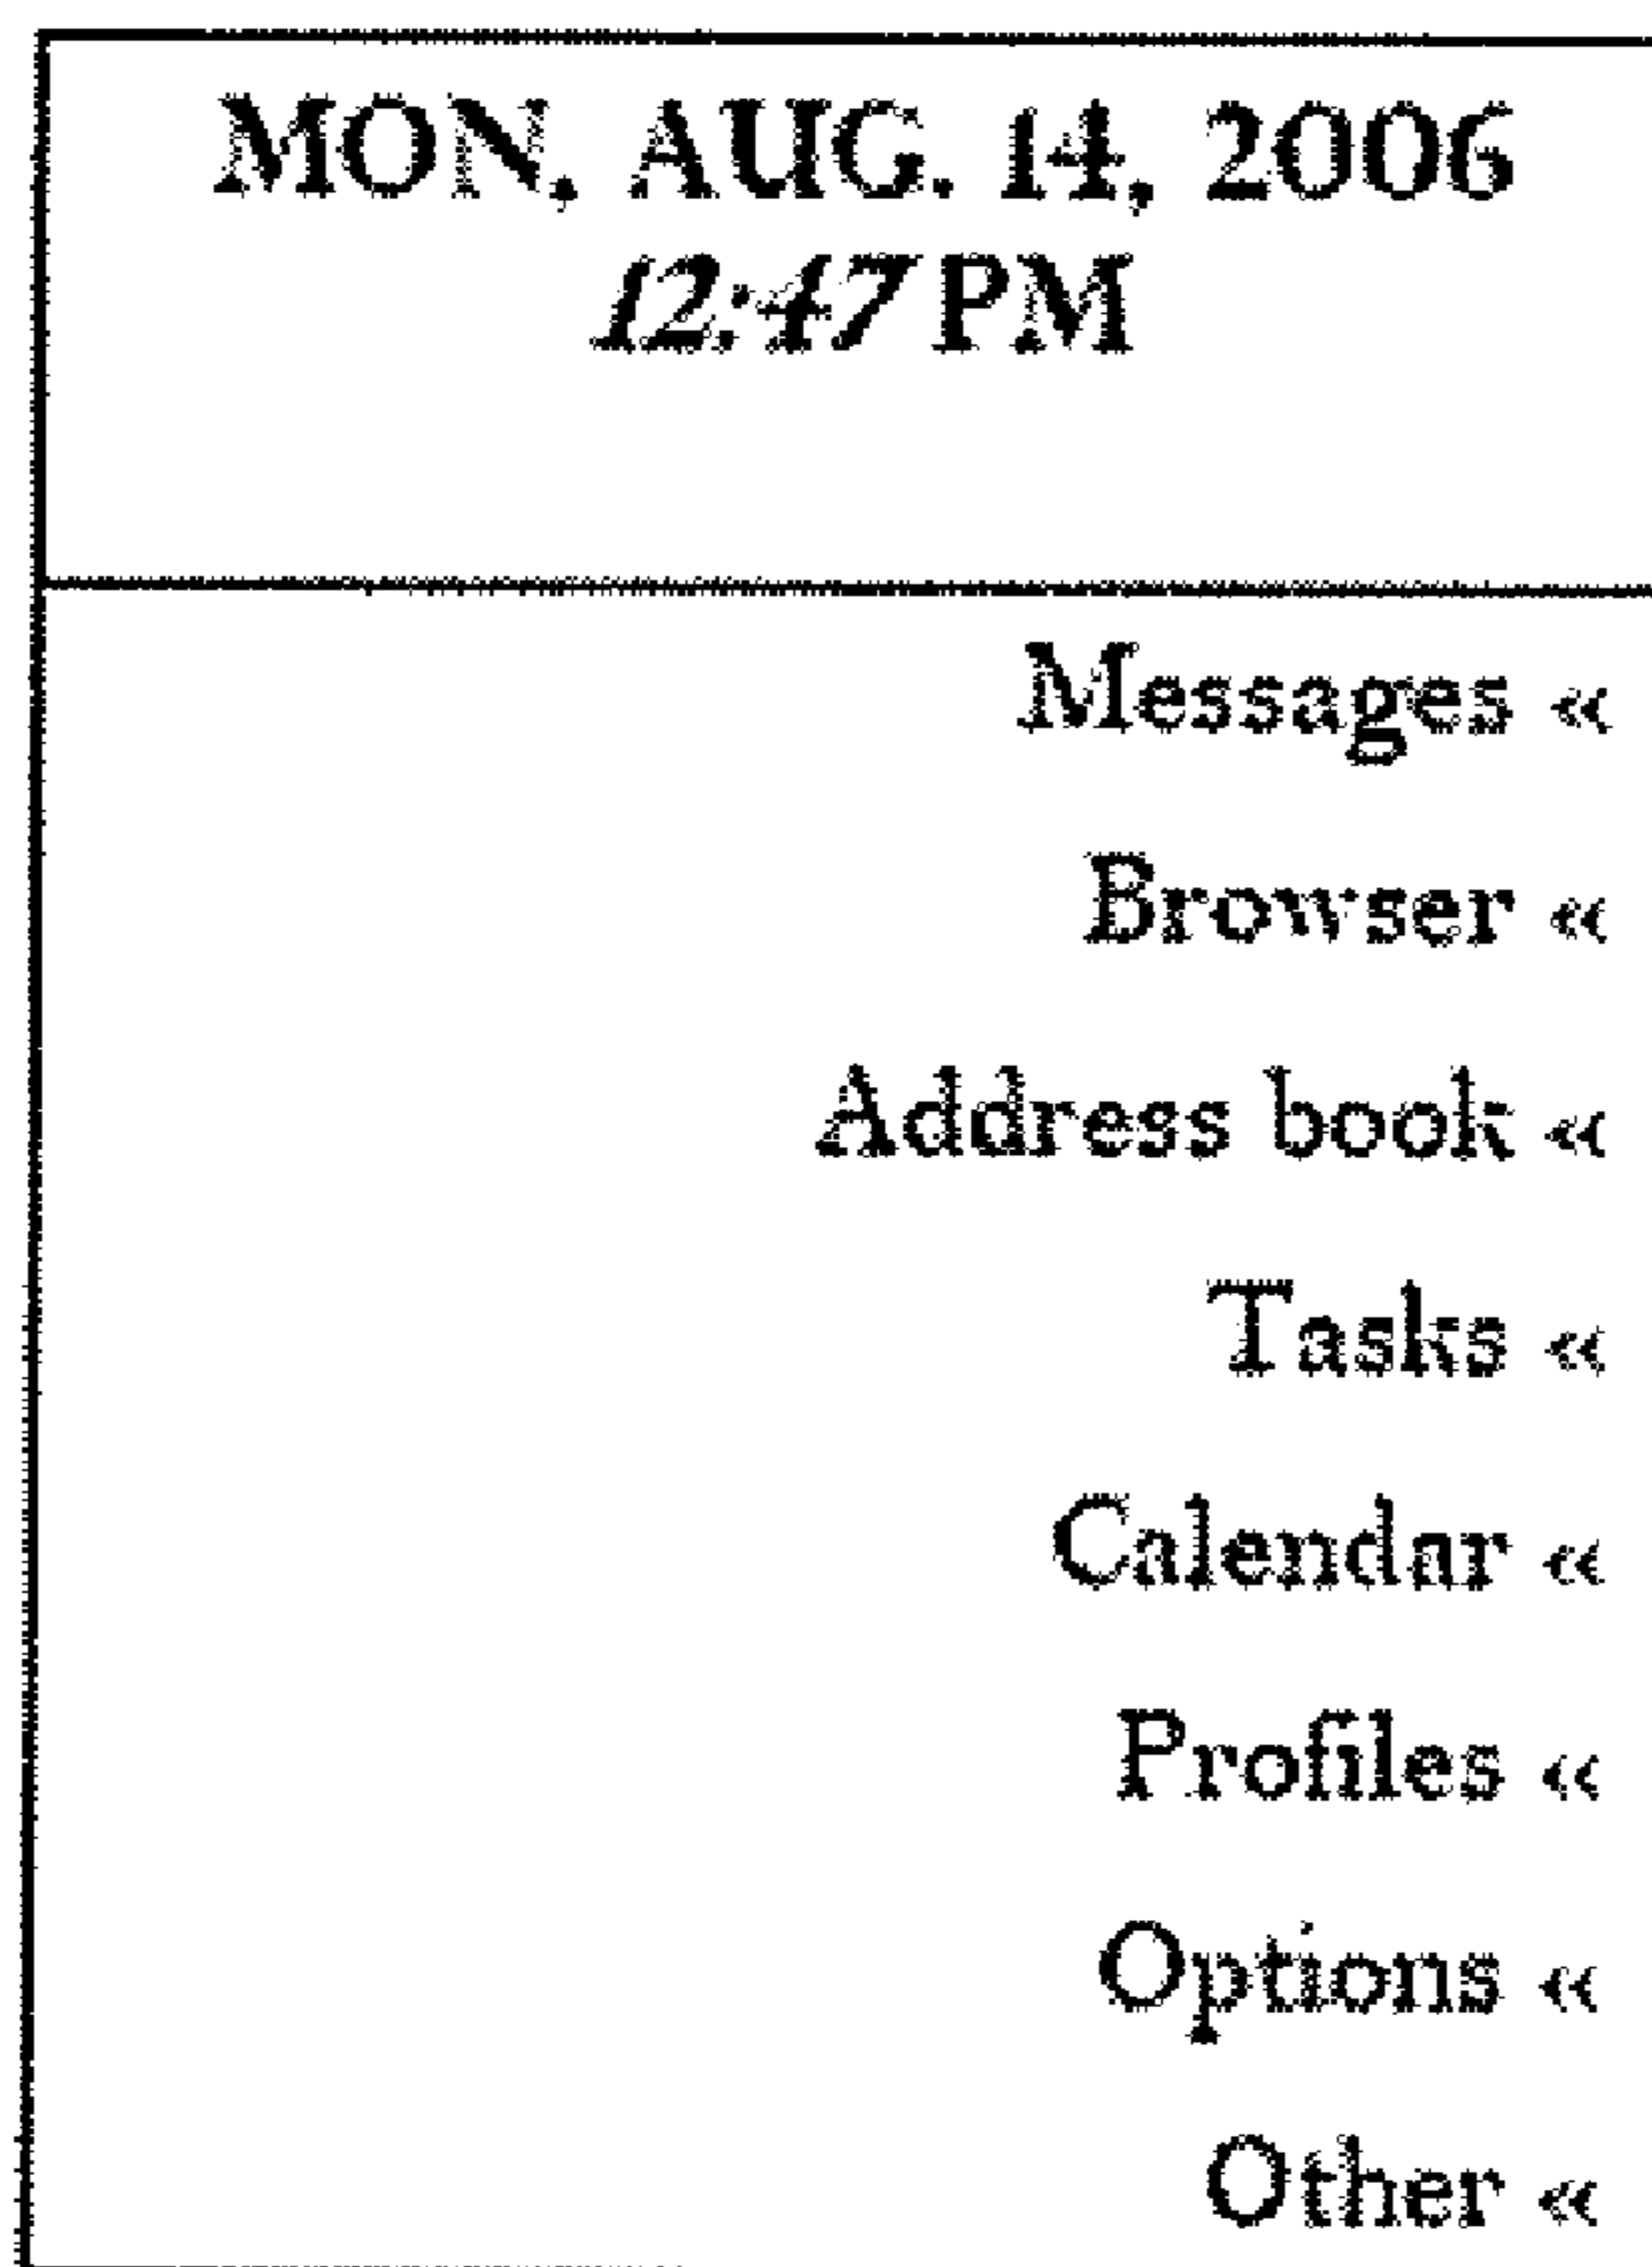 MON, AUG. 14, 2006
12:47 PM
Messages «
Browser «
Address book «
Tasks «
Calendar «
Profiles «
Options «
Other «